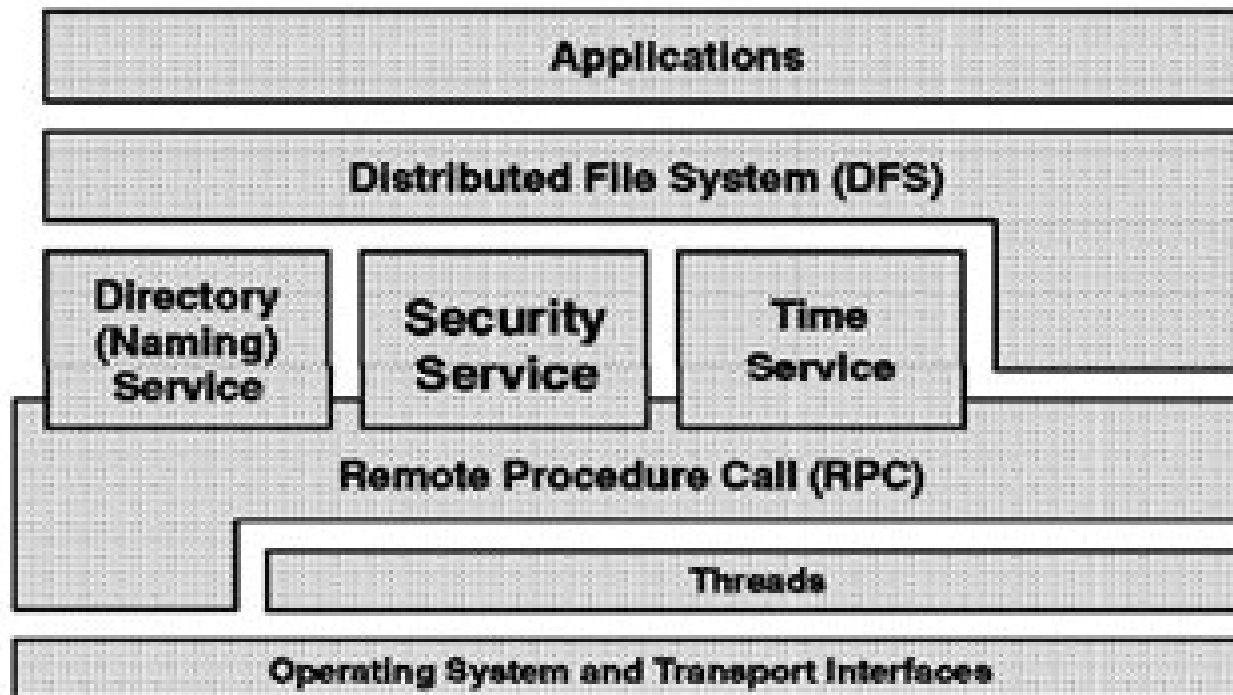 Applications
Distributed File System (DFS)
Directory
(Naming)
Service
Security
Service
Time
Service
Remote Procedure Call (RPC)
Threads
Operating System and Transport Interfaces